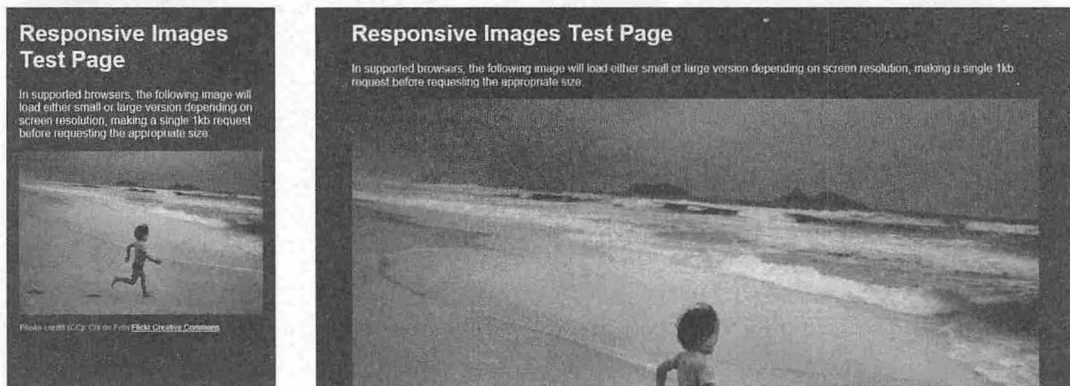 Responsive Images
Test Page
In supported browsers, the following image will
load either small or large version depending on
screen resolution, making a single 1kb request
before requesting the appropriate size.
Photo credit (CC): Flickr Creative Commons
Responsive Images Test Page
In supported browsers, the following image will load either small or large version depending on screen resolution, making a single 1kb
request before requesting the appropriate size.